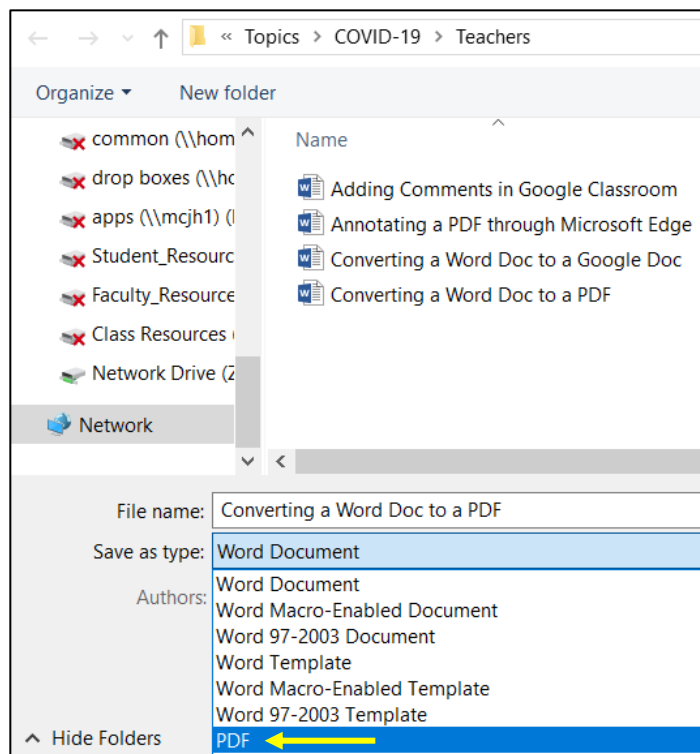 « Topics > COVID-19 > Teachers
Organize New folder
common (\\hom
drop boxes (\\hc
apps (\\mcjh1) (
Student_Resourc
Faculty_Resource
Class Resources (
Network Drive (Z
Network
Name
Adding Comments in Google Classroom
Annotating a PDF through Microsoft Edge
Converting a Word Doc to a Google Doc
Converting a Word Doc to a PDF
File name: Converting a Word Doc to a PDF
Save as type: Word Document
Authors:
Word Document
Word Macro-Enabled Document
Word 97-2003 Document
Word Template
Word Macro-Enabled Template
Word 97-2003 Template
PDF
Hide Folders